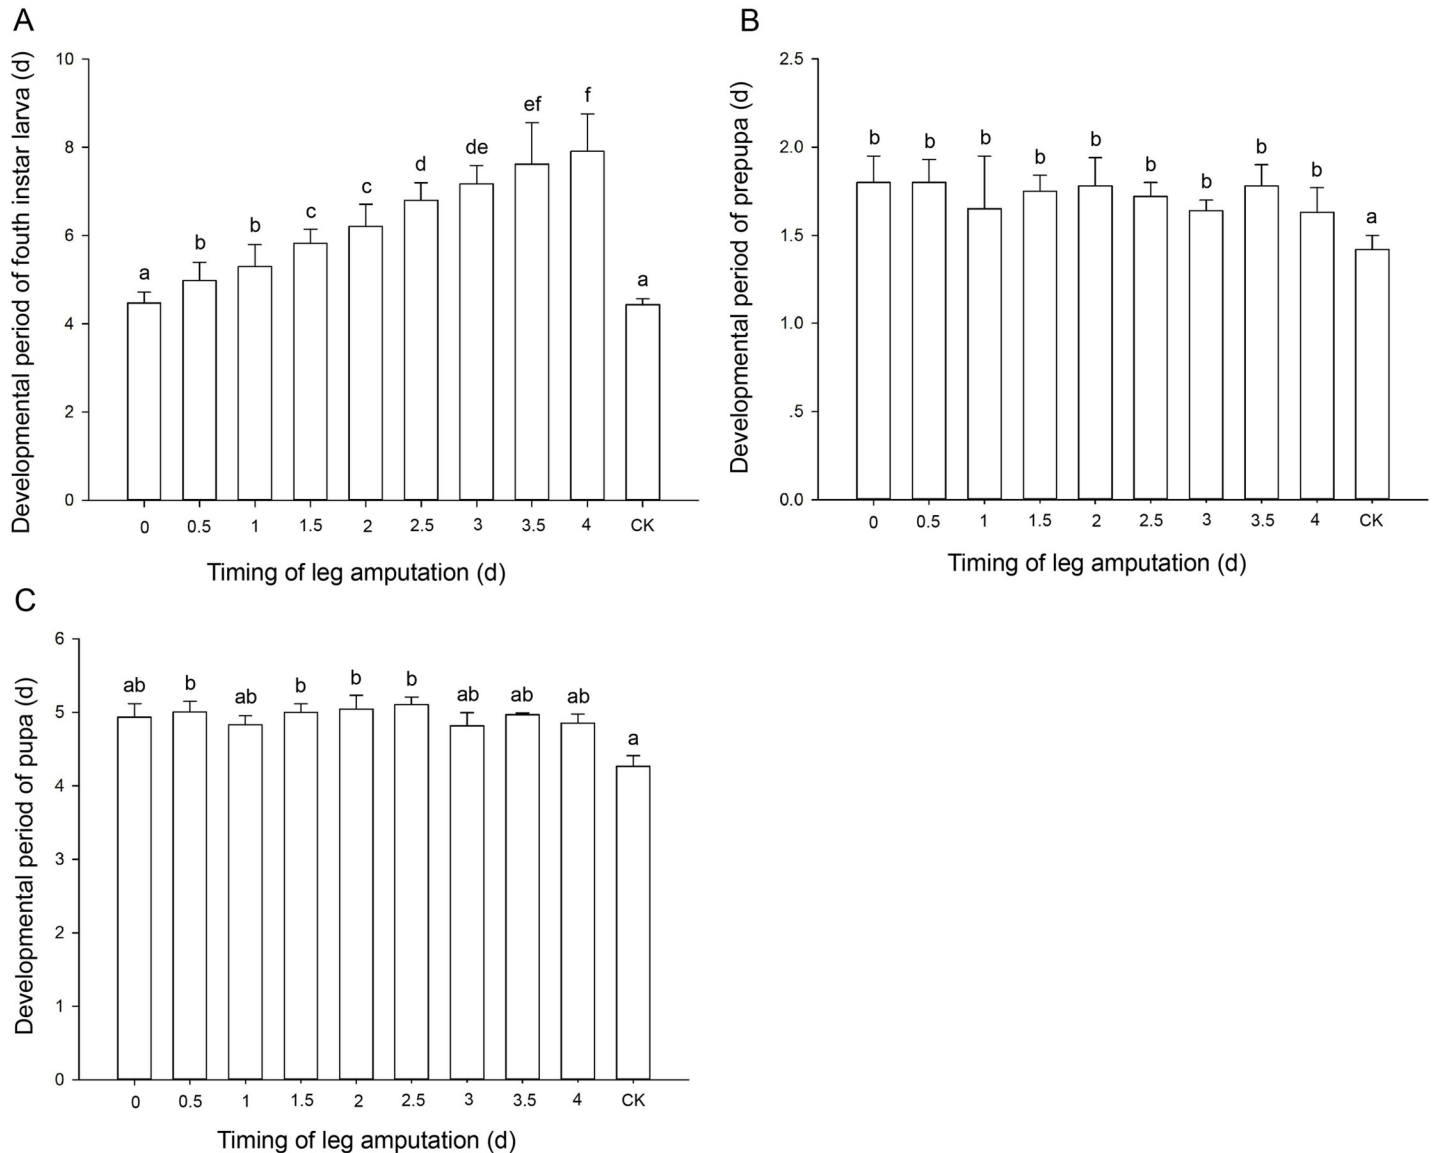 A
Developmental period of fouth instar larva (d)
10
8
6
4
2
0
a
b
b
c
c
d
de
ef
f
a
0 0.5 1 1.5 2 2.5 3 3.5 4 CK
Timing of leg amputation (d)
B
Developmental period of prepupa (d)
2.5
2.0
1.5
1.0
.5
0.0
b
b
b
b
b
b
b
b
b
a
0 0.5 1 1.5 2 2.5 3 3.5 4 CK
Timing of leg amputation (d)
C
Developmental period of pupa (d)
6
5
4
3
2
1
0
ab
b
ab
b
b
b
ab
ab
ab
a
0 0.5 1 1.5 2 2.5 3 3.5 4 CK
Timing of leg amputation (d)